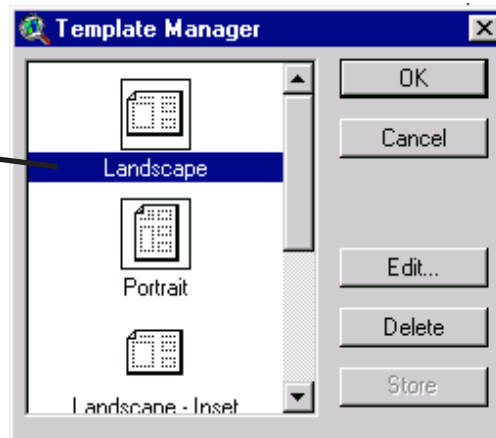 Template Manager
OK
Cancel
Landscape
Portrait
Edit...
Delete
Landscape - Inset
Store